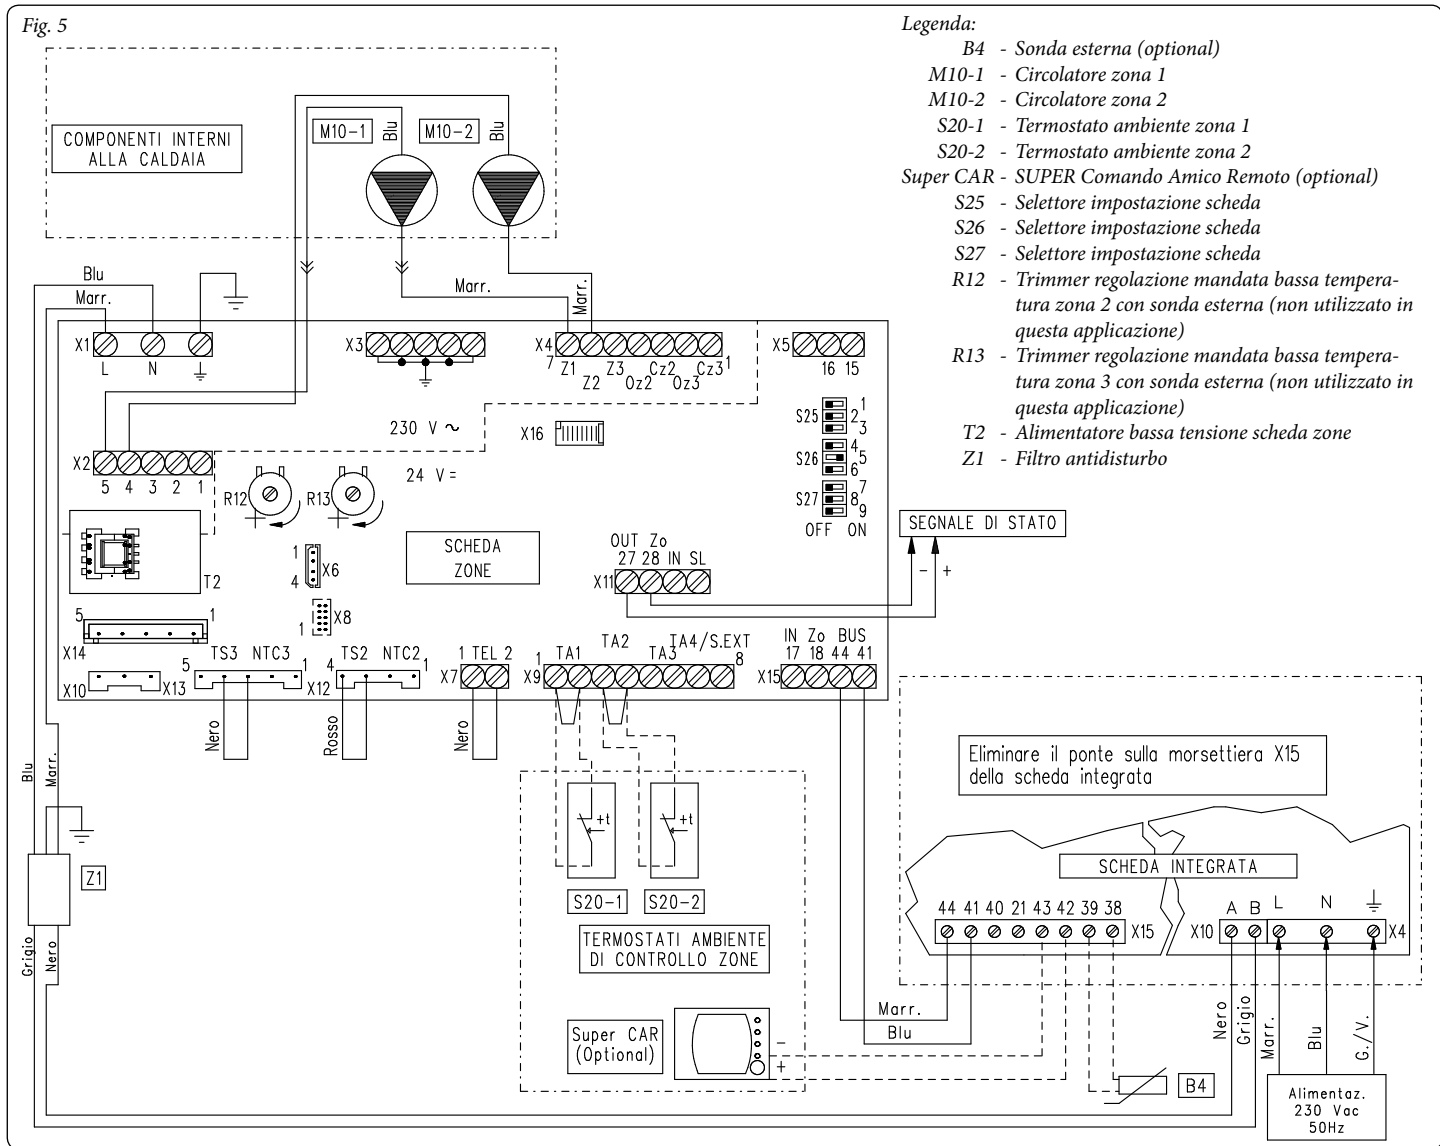 Fig. 5
Legenda:
B4 - Sonda esterna (optional)
M10-1 - Circolatore zona 1
M10-2 - Circolatore zona 2
S20-1 - Termostato ambiente zona 1
S20-2 - Termostato ambiente zona 2
Super CAR - SUPER Comando Amico Remoto (optional)
S25 - Selettore impostazione scheda
S26 - Selettore impostazione scheda
S27 - Selettore impostazione scheda
R12 - Trimmer regolazione mandata bassa tempera-
tura zona 2 con sonda esterna (non utilizzato in
questa applicazione)
R13 - Trimmer regolazione mandata bassa tempera-
tura zona 3 con sonda esterna (non utilizzato in
questa applicazione)
T2 - Alimentatore bassa tensione scheda zone
Z1 - Filtro antidisturbo
COMPONENTI INTERNI
ALLA CALDAIA
M10-1
Blu
M10-2
Blu
Blu
Marr.
Marr.
Marr.
X1
L N
X3
X4
7 Z1 Z3 Cz2 Cz3 1
Z2 Oz2 Oz3
X5
16 15
S25
1
2
3
S26
4
5
6
S27
7
8
9
OFF ON
230 V ~
X16
24 V =
X2
5 4 3 2 1
R12
+
R13
+
T2
SCHEDA
ZONE
1
4
X6
1
X8
OUT Zo
27 28 IN SL
X11
SEGNALE DI STATO
- +
5 1
X14
X10
X13
5 TS3 NTC3 1
X12
4 TS2 NTC2 1
X7
1 TEL 2
X9
1 TA1 TA2 TA3 TA4/S.EXT 8
IN Zo BUS
17 18 44 41
X15
Nero
Rosso
Nero
Blu
Marr.
Z1
Grigio
Nero
+t
+t
S20-1
S20-2
TERMOSTATI AMBIENTE
DI CONTROLLO ZONE
Super CAR
(Optional)
-
+
Eliminare il ponte sulla morsettiera X15
della scheda integrata
SCHEDA INTEGRATA
44 41 40 21 43 42 39 38
X15
X10
A B L N
X4
Marr.
Blu
B4
Nero
Grigio
Marr.
Blu
G./V.
Alimentaz.
230 Vac
50Hz